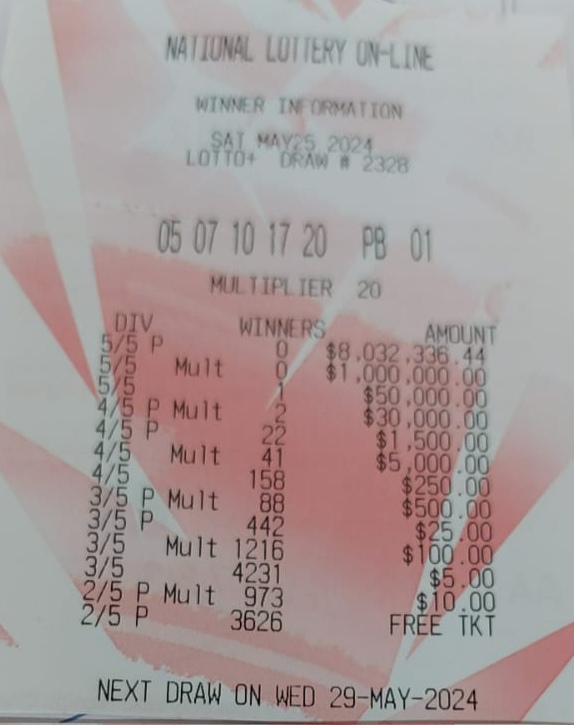 NATIONAL LOTTERY ON-LINE
WINNER INFORMATION
SAT MAY25 2024
LOTTO+ DRAW # 2328
05 07 10 17 20 PB 01
MULTIPLIER 20
DIV WINNERS AMOUNT
5/5 P 0 $8,032,336.44
5/5 Mult 0 $1,000,000.00
5/5 1 $50,000.00
4/5 P Mult 2 $30,000.00
4/5 P 22 $1,500.00
4/5 Mult 41 $5,000.00
4/5 158 $250.00
3/5 P Mult 88 $500.00
3/5 P 442 $25.00
3/5 Mult 1216 $100.00
3/5 4231 $5.00
2/5 P Mult 973 $10.00
2/5 P 3626 FREE TKT
NEXT DRAW ON WED 29-MAY-2024